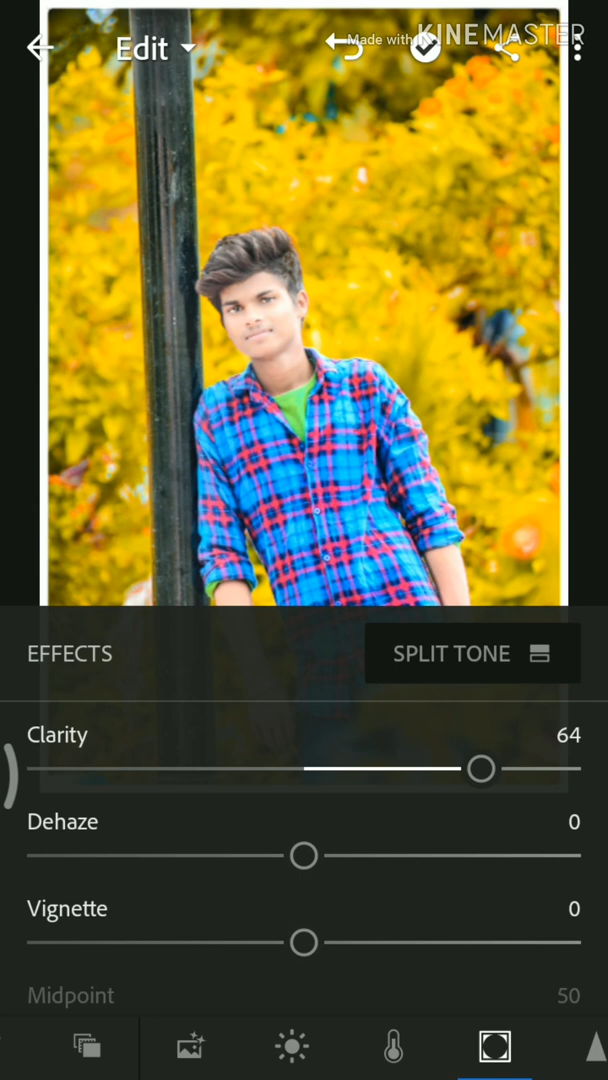 Edit
Made with KINEMASTER
EFFECTS
SPLIT TONE
Clarity 64
Dehaze 0
Vignette 0
Midpoint 50